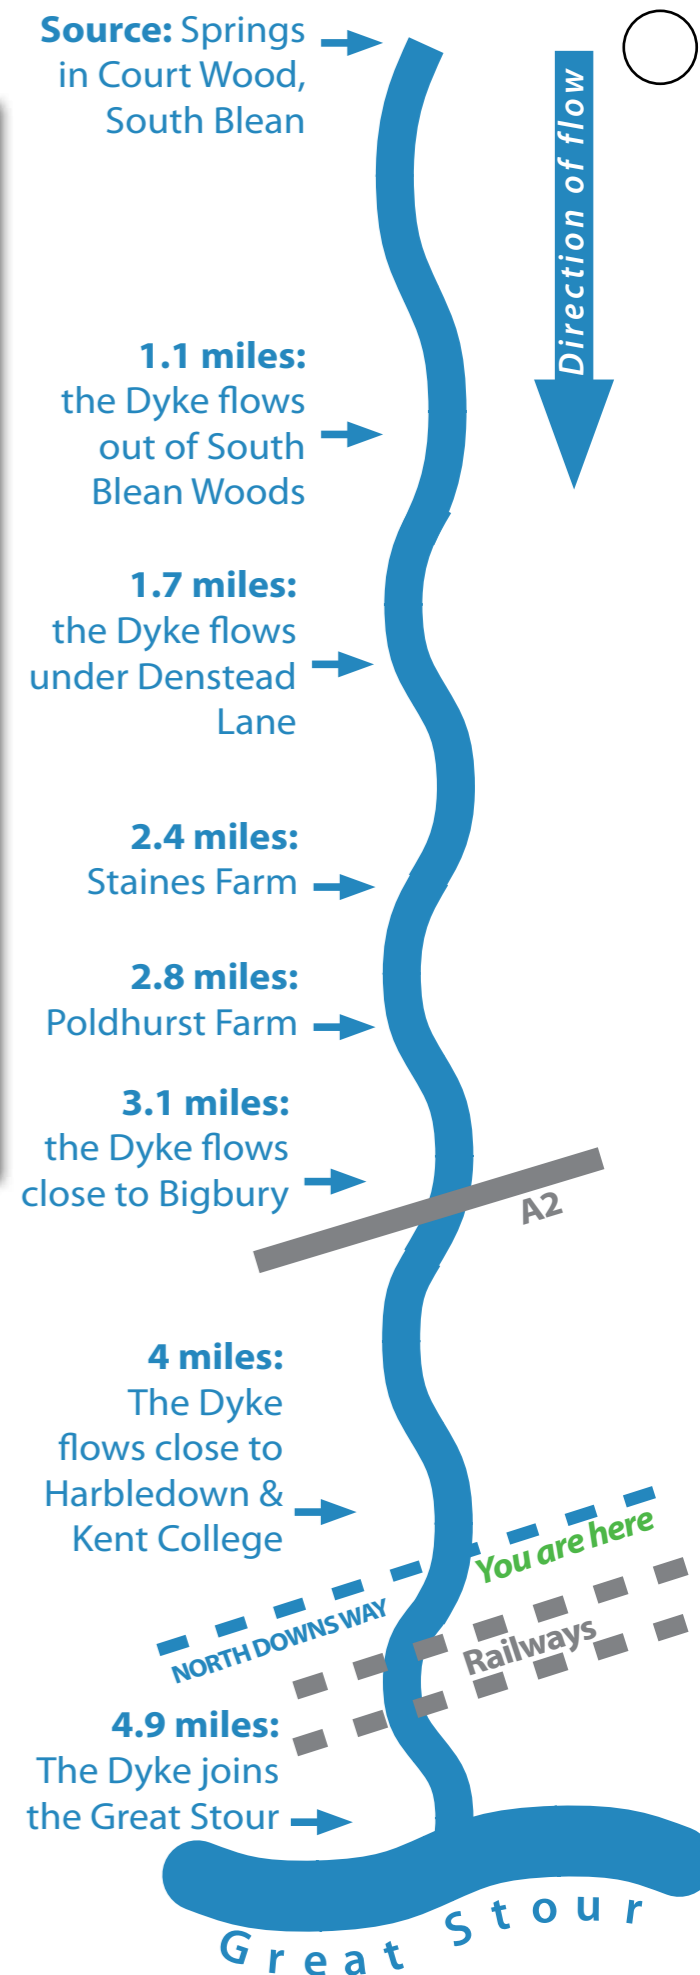 Source: Springs
in Court Wood,
South Blean
Direction of flow
1.1 miles:
the Dyke flows
out of South
Blean Woods
1.7 miles:
the Dyke flows
under Denstead
Lane
2.4 miles:
Staines Farm
2.8 miles:
Poldhurst Farm
3.1 miles:
the Dyke flows
close to Bigbury
A2
4 miles:
The Dyke
flows close to
Harbledown &
Kent College
You are here
NORTH DOWNS WAY
Railways
4.9 miles:
The Dyke joins
the Great Stour
Great Stour